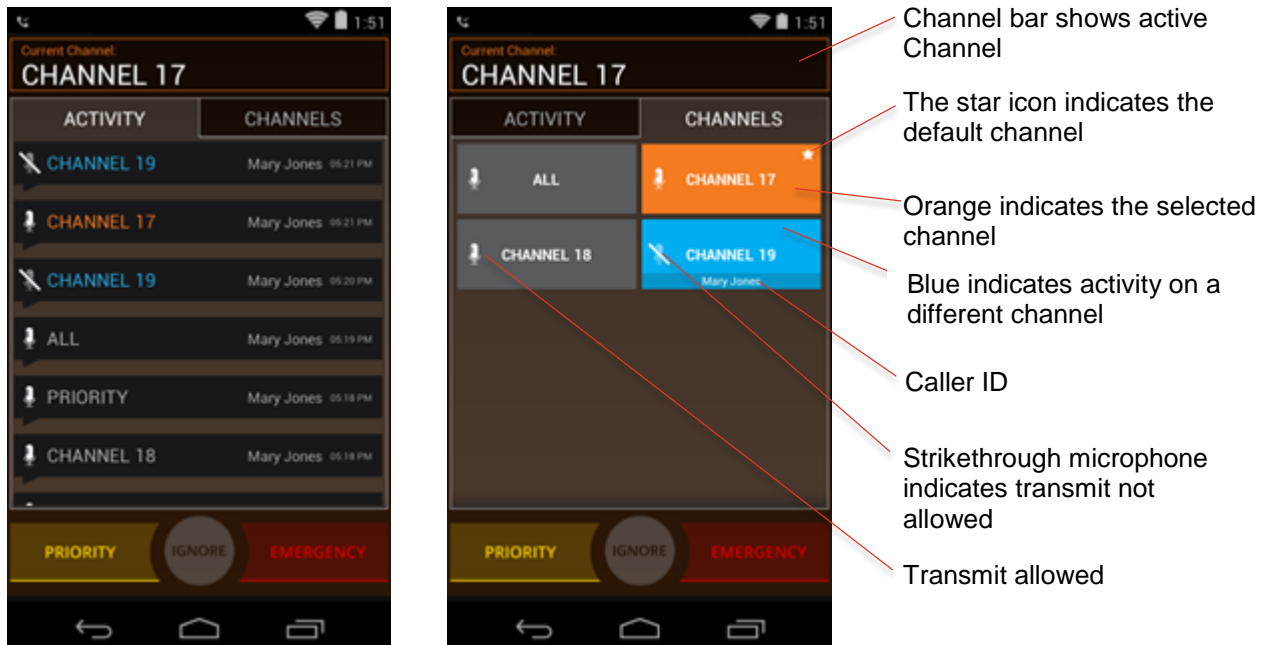 1:51
Current Channel:
CHANNEL 17
ACTIVITY CHANNELS
CHANNEL 19 Mary Jones 05:21 PM
CHANNEL 17 Mary Jones 05:21 PM
CHANNEL 19 Mary Jones 05:20 PM
ALL Mary Jones 05:19 PM
PRIORITY Mary Jones 05:18 PM
CHANNEL 18 Mary Jones 05:18 PM
PRIORITY IGNORE EMERGENCY
1:51
Current Channel:
CHANNEL 17
ACTIVITY CHANNELS
ALL CHANNEL 17
CHANNEL 18 CHANNEL 19
Mary Jones
PRIORITY IGNORE EMERGENCY
Channel bar shows active
Channel
The star icon indicates the
default channel
Orange indicates the selected
channel
Blue indicates activity on a
different channel
Caller ID
Strikethrough microphone
indicates transmit not
allowed
Transmit allowed